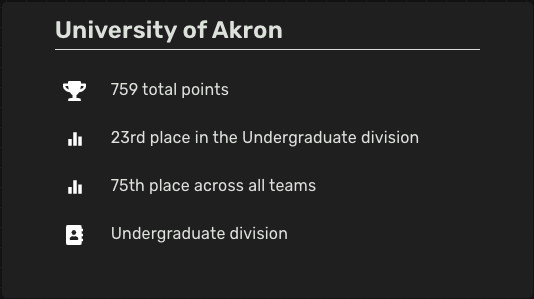 University of Akron
759 total points
23rd place in the Undergraduate division
75th place across all teams
Undergraduate division